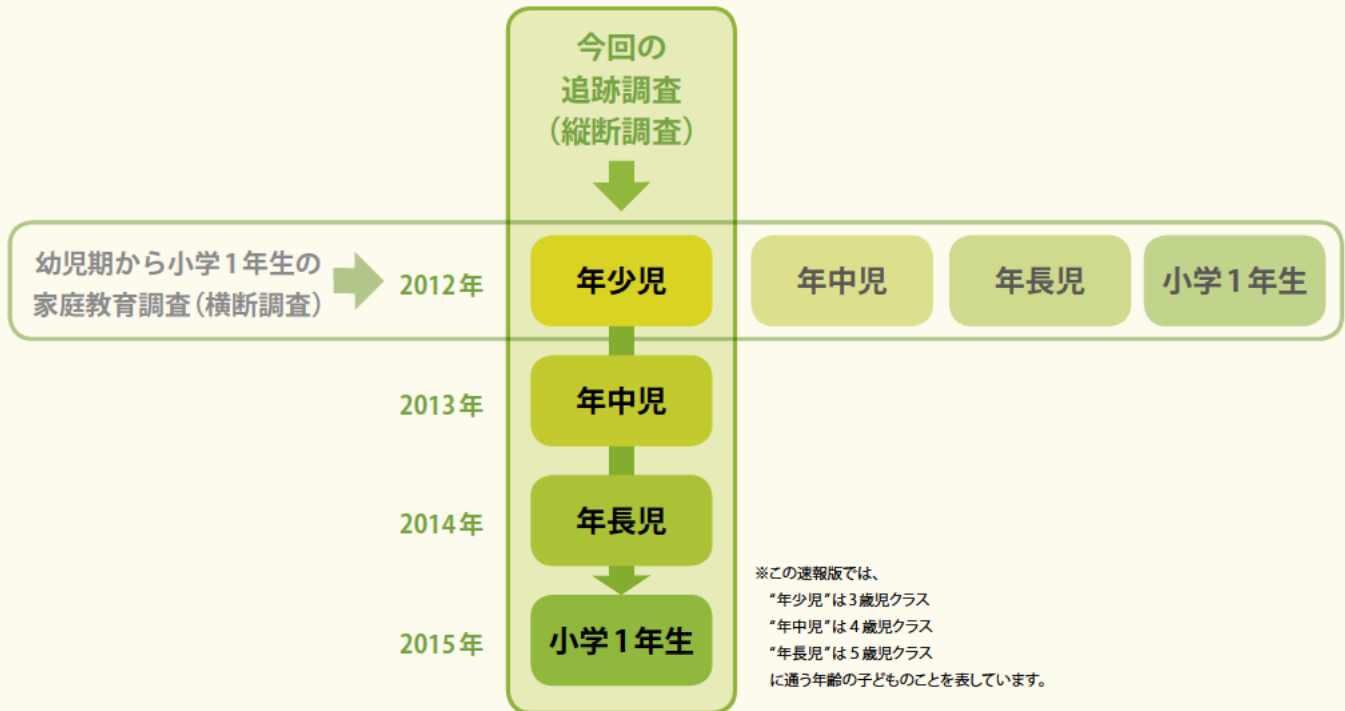 今回の
追跡調査
(縦断調査)
幼児期から小学1年生の
家庭教育調査(横断調査)
2012年
年少児
年中児
年長児
小学1年生
2013年
年中児
2014年
年長児
2015年
小学1年生
※この速報版では、
“年少児”は3歳児クラス
“年中児”は4歳児クラス
“年長児”は5歳児クラス
に通う年齢の子どものことを表しています。